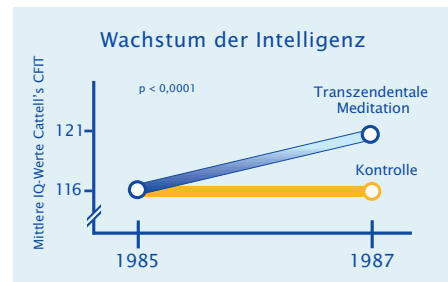 Wachstum der Intelligenz
p < 0,0001
Transzendentale
Meditation
121
Kontrolle
116
Mittlere IQ-Werte Cattell's CFIT
1985
1987